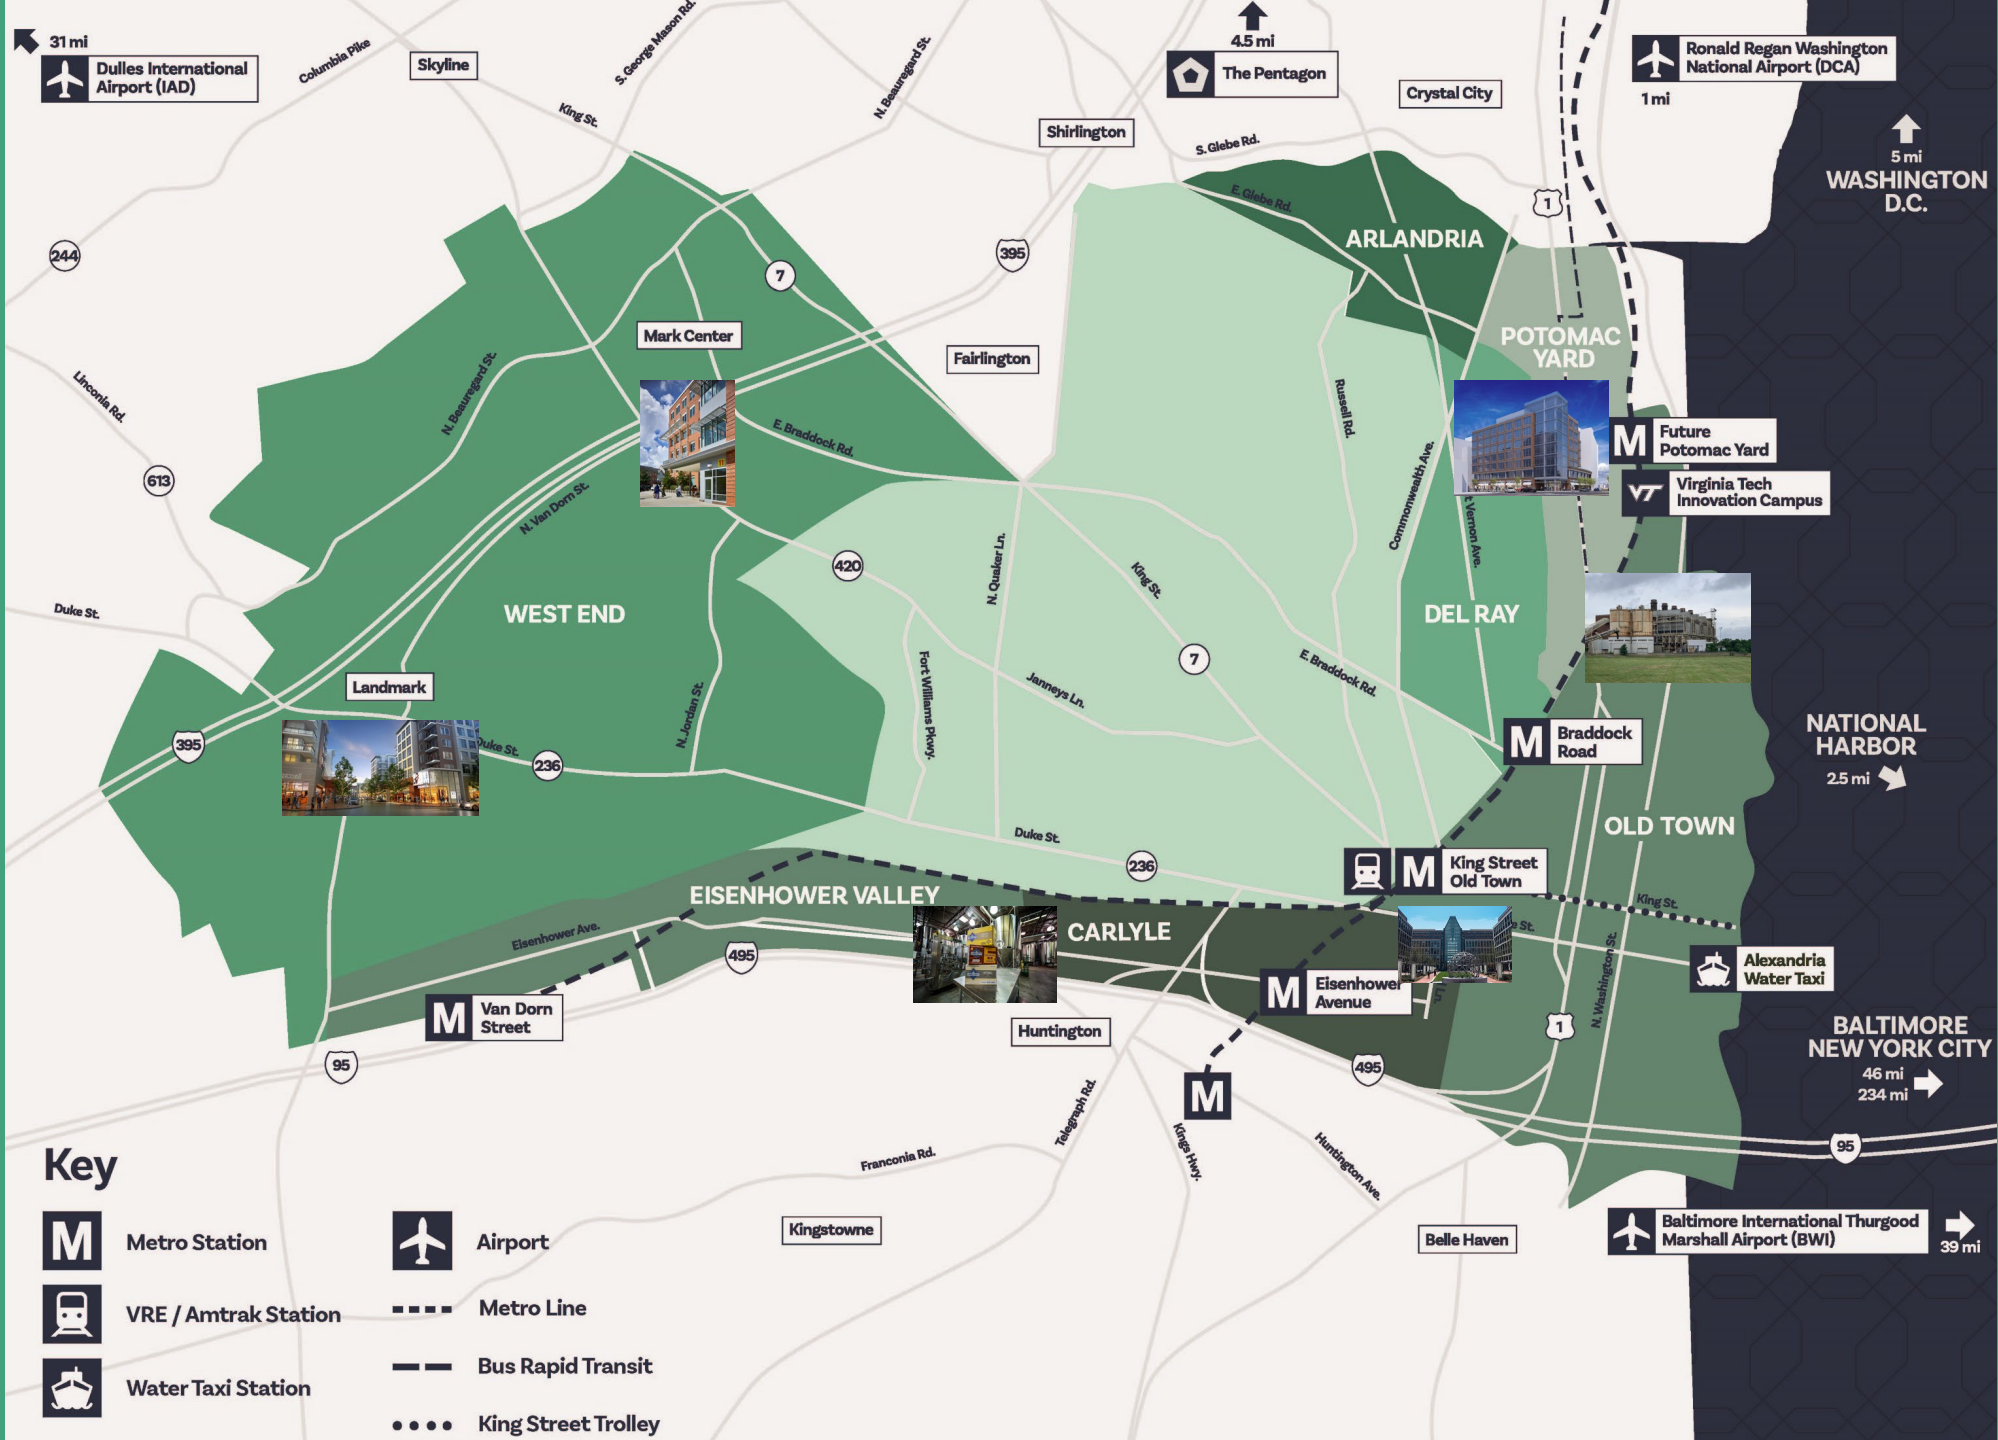 31 mi
Dulles International
Airport (IAD)
Columbia Pike
Skyline
S. George Mason Rd.
King St.
N. Beauregard St.
4.5 mi
The Pentagon
Shirlington
Crystal City
S. Glebe Rd.
Ronald Regan Washington
National Airport (DCA)
1 mi
5 mi
WASHINGTON
D.C.
E. Glebe Rd.
1
ARLANDRIA
244
7
395
Mark Center
Fairlington
POTOMAC
YARD
Linconia Rd.
N. Beauregard St.
E. Braddock Rd.
Russell Rd.
Commonwealth Ave.
Future
Potomac Yard
VT
Virginia Tech
Innovation Campus
613
N. Van Dorn St.
t Vernon Ave.
420
N. Quaker Ln.
King St.
Duke St.
WEST END
DEL RAY
7
E. Braddock Rd.
Landmark
Fort Williams Pkwy.
Janneys Ln.
N. Jordan St.
395
Duke St.
236
M
Braddock
Road
NATIONAL
HARBOR
2.5 mi
OLD TOWN
Duke St.
236
M
King Street
Old Town
EISENHOWER VALLEY
King St.
Eisenhower Ave.
495
CARLYLE
e St.
N. Washington St.
Alexandria
Water Taxi
M
Eisenhower
Avenue
Ln.
M
Van Dorn
Street
Huntington
1
BALTIMORE
NEW YORK CITY
46 mi
234 mi
95
495
M
Telegraph Rd.
Kings Hwy.
Huntington Ave.
Franconia Rd.
95
Kingstowne
Belle Haven
Baltimore International Thurgood
Marshall Airport (BWI)
39 mi
Key
M
Metro Station
VRE / Amtrak Station
Water Taxi Station
Airport
Metro Line
Bus Rapid Transit
King Street Trolley
M